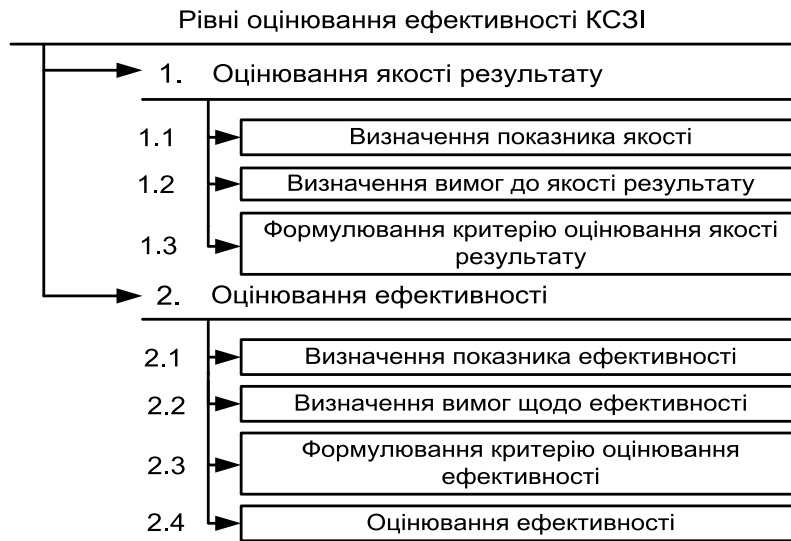 Рівні оцінювання ефективності КСЗІ
1. Оцінювання якості результату
1.1 Визначення показника якості
1.2 Визначення вимог до якості результату
1.3 Формулювання критерію оцінювання якості
результату
2. Оцінювання ефективності
2.1 Визначення показника ефективності
2.2 Визначення вимог щодо ефективності
2.3 Формулювання критерію оцінювання
ефективності
2.4 Оцінювання ефективності